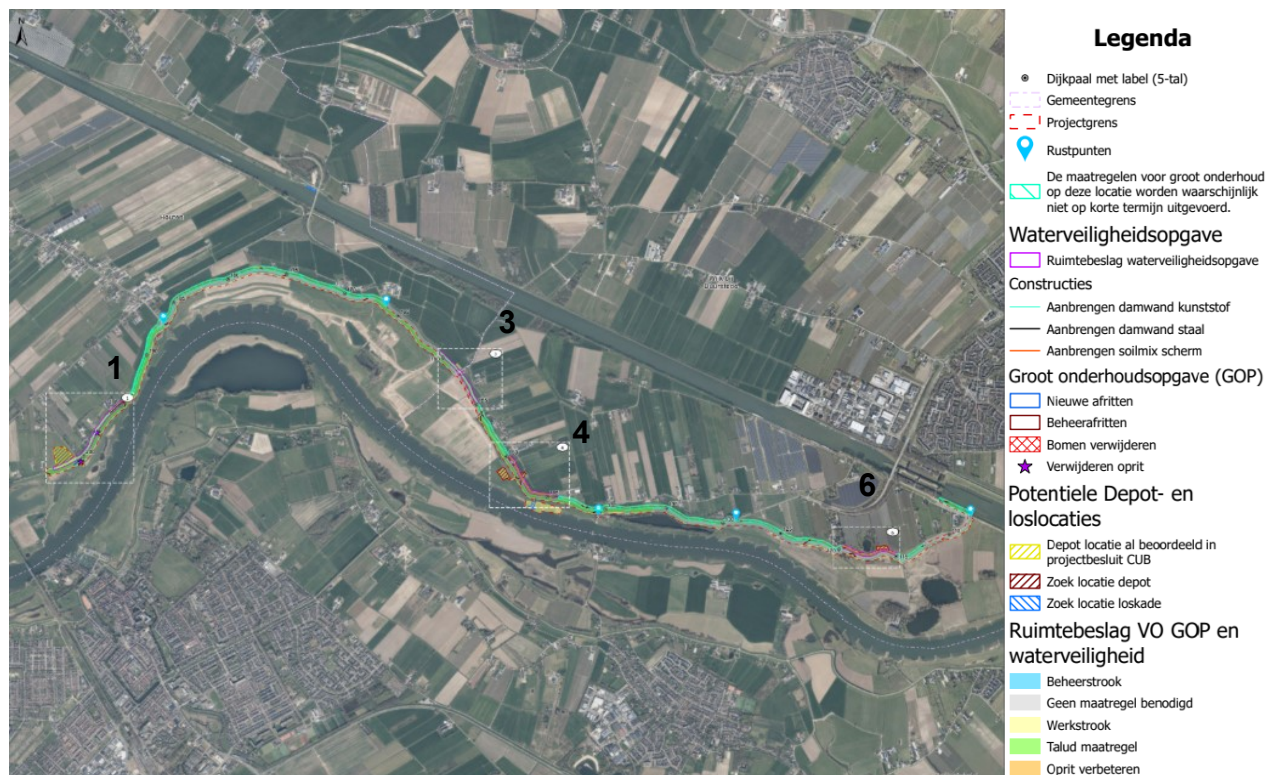 N
1
3
4
6
Legenda
Dijkpaal met label (5-tal)
Gemeentegrens
Projectgrens
Rustpunten
De maatregelen voor groot onderhoud
op deze locatie worden waarschijnlijk
niet op korte termijn uitgevoerd.
Waterveiligheidsopgave
Ruimtebeslag waterveiligheidsopgave
Constructies
Aanbrengen damwand kunststof
Aanbrengen damwand staal
Aanbrengen soilmix scherm
Groot onderhoudsopgave (GOP)
Nieuwe afritten
Beheerafritten
Bomen verwijderen
Verwijderen oprit
Potentiele Depot- en
loslocaties
Depot locatie al beoordeeld in
projectbesluit CUB
Zoek locatie depot
Zoek locatie loskade
Ruimtebeslag VO GOP en
waterveiligheid
Beheerstrook
Geen maatregel benodigd
Werkstrook
Talud maatregel
Oprit verbeteren